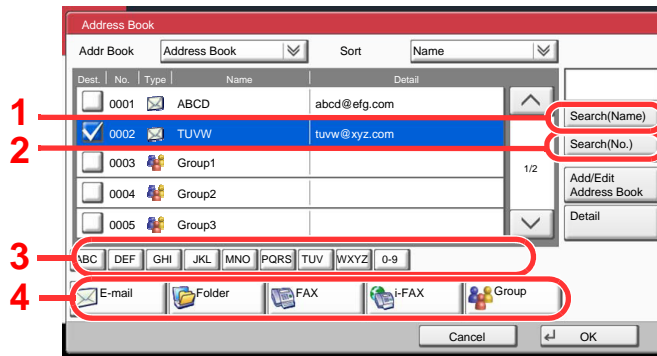 Address Book
Addr Book Address Book Sort Name
Dest. No. Type Name Detail
0001 ABCD abcd@efg.com
1 Search(Name)
0002 TUVW tuvw@xyz.com
2 Search(No.)
0003 Group1 1/2
Add/Edit
Address Book
0004 Group2
0005 Group3 Detail
3 ABC DEF GHI JKL MNO PQRS TUV WXYZ 0-9
4 E-mail Folder FAX i-FAX Group
Cancel OK